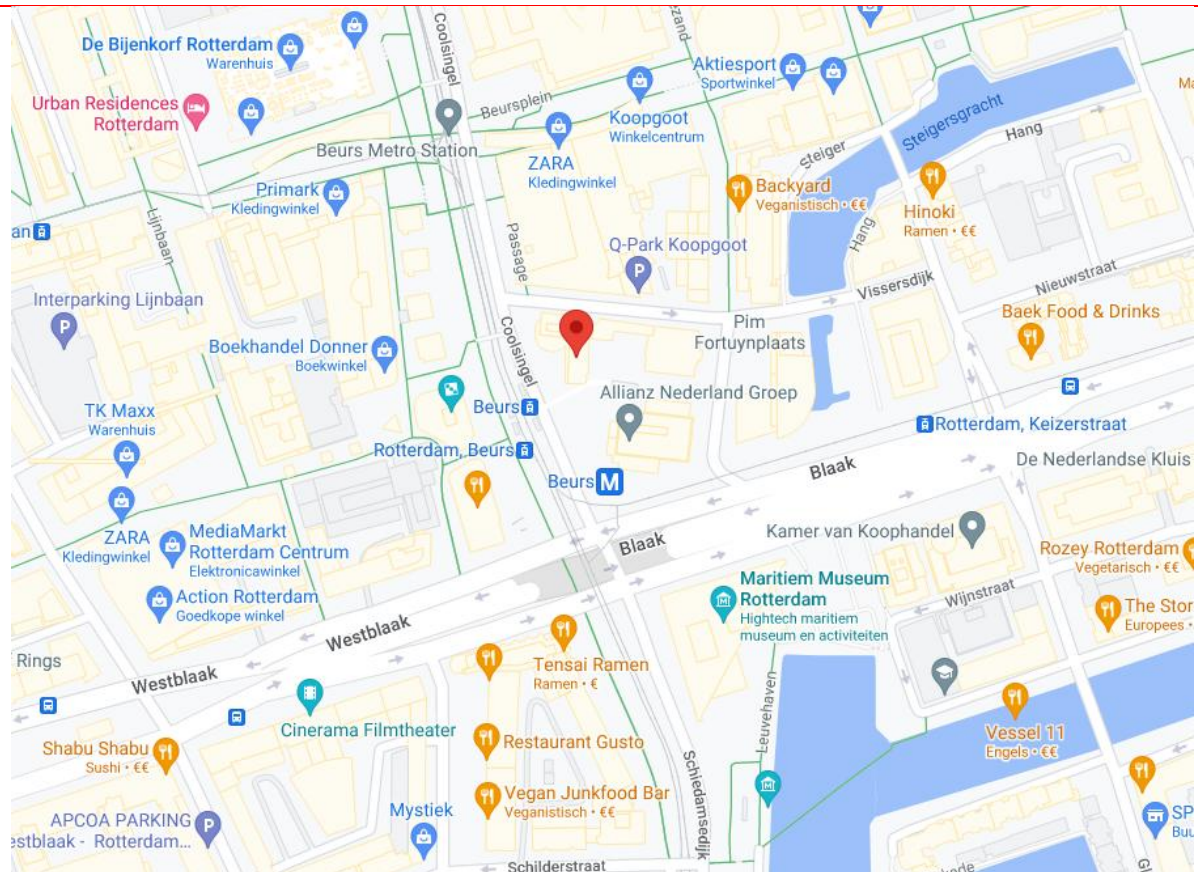 De Bijenkorf Rotterdam
Warenhuis
Coolsingel
Aktiesport
Sportwinkel
Urban Residences
Rotterdam
Beursplein
Koopgoot
Winkelcentrum
Steigersgracht
Hang
Beurs Metro Station
ZARA
Kledingwinkel
Steiger
Primark
Kledingwinkel
Backyard
Veganistisch • €€
Hinoki
Ramen • €€
Lijnbaan
Passage
Q-Park Koopgoot
P
Hang
Vissersdijk
Nieuwstraat
Interparking Lijnbaan
P
Baek Food & Drinks
Pim
Fortuynplaats
Coolsingel
Boekhandel Donner
Boekwinkel
Allianz Nederland Groep
TK Maxx
Warenhuis
Beurs
Rotterdam, Keizerstraat
Rotterdam, Beurs
Blaak
De Nederlandse Kluis
Beurs M
ZARA
Kledingwinkel
MediaMarkt
Rotterdam Centrum
Elektronicawinkel
Blaak
Kamer van Koophandel
Rozey Rotterdam
Vegetarisch • €€
Action Rotterdam
Goedkope winkel
Maritiem Museum
Rotterdam
Hightech maritiem
museum en activiteiten
Wijnstraat
The Stor
Europees •
Westblaak
Rings
Westblaak
Tensai Ramen
Ramen • €
Leuvehaven
Cinerama Filmtheater
Vessel 11
Engels • €€
Shabu Shabu
Sushi • €€
Restaurant Gusto
Schiedamsedijk
Vegan Junkfood Bar
Veganistisch • €€
APCOA PARKING
P
estblaak - Rotterdam...
Mystiek
SP
Buu
Schilderstraat